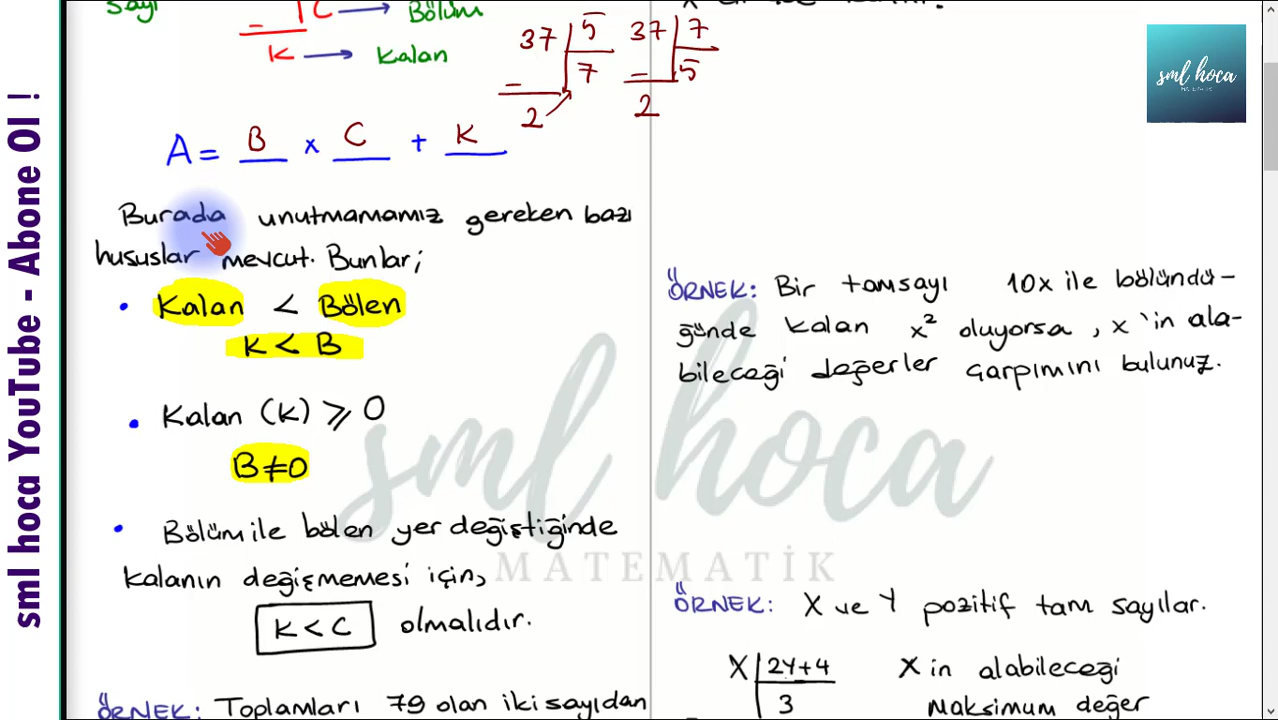 sml hoca YouTube - Abone Ol !
sayı
C → Bölüm
K → Kalan
37 5
- 7
2
37 7
- 5
2
A = B x C + K
Burada unutmamamız gereken bazı
hususlar mevcut. Bunlar;
• Kalan < Bölen
K < B
• Kalan (K) ⩾ 0
B ≠ 0
• Bölüm ile bölen yer değiştiğinde
kalanın değişmemesi için,
K < C olmalıdır.
ÖRNEK: Toplamları 79 olan iki sayıdan
sml hoca
ÖRNEK: Bir tamsayı 10x ile bölündü-
ğünde kalan x² oluyorsa, x'in ala-
bileceği değerler çarpımını bulunuz.
sml hoca
MATEMATİK
ÖRNEK: X ve Y pozitif tam sayılar.
X 2Y+4 X in alabileceği
3 maksimum değer